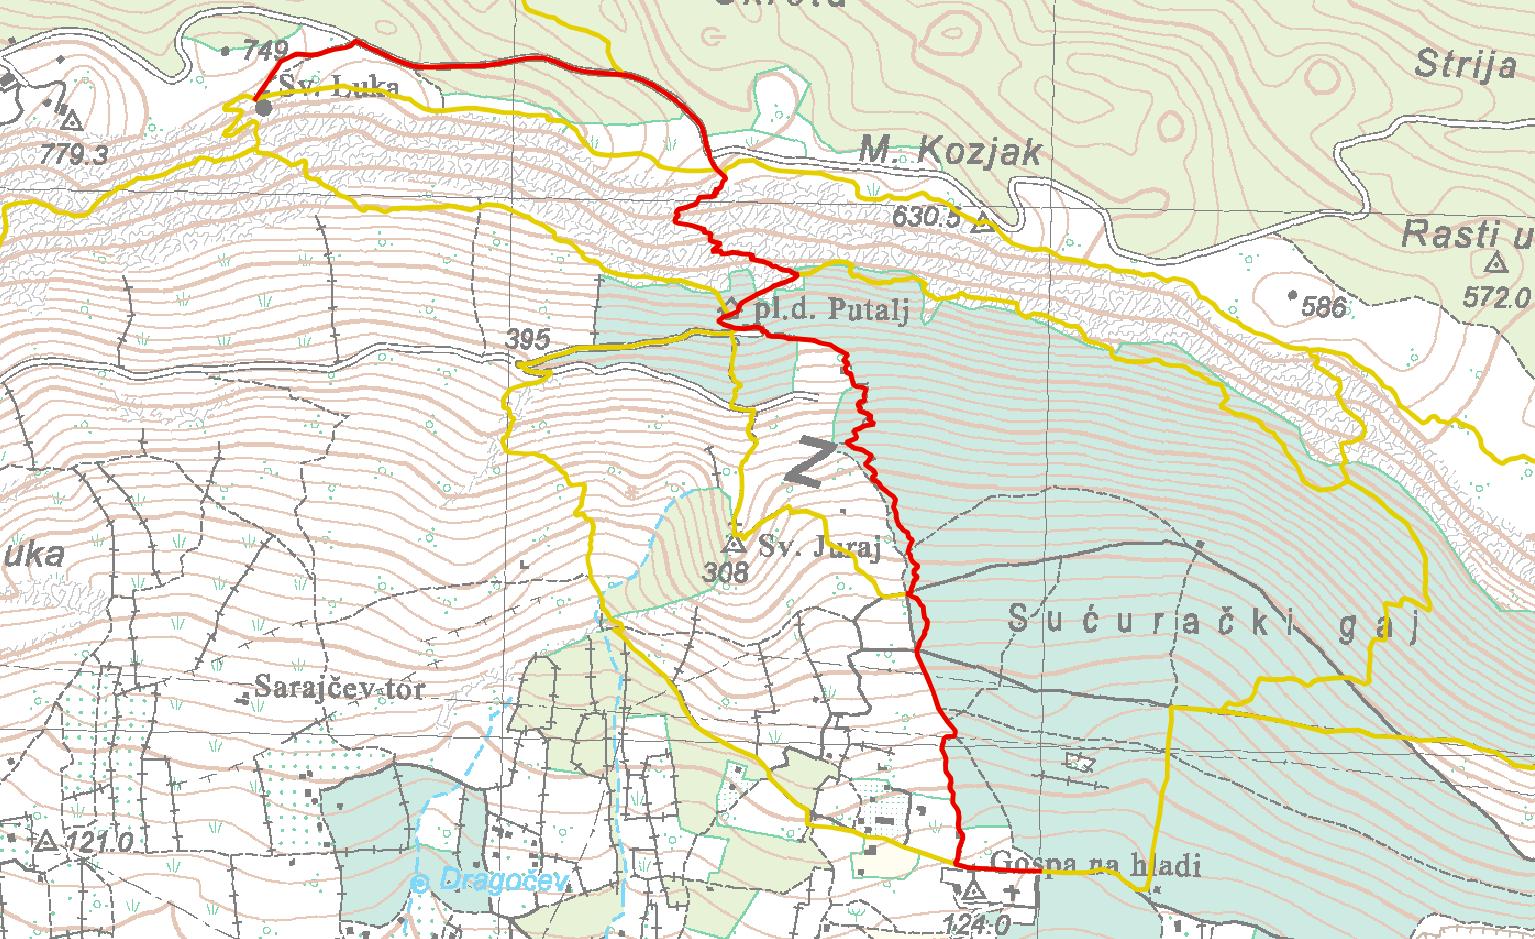 749
Sv. Luka
Strija
779.3
M. Kozjak
630.5
Rasti u
572.0
586
pl.d. Putalj
395
Z
uka
Sv. Juraj
308
Sućurački gaj
Sarajčev tor
121.0
Dragočev
Gospa na hladi
124.0